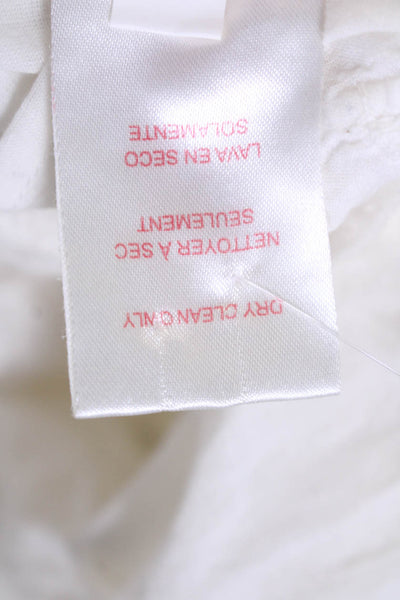 DRY CLEAN ONLY
NETTOYER À SEC
SEULEMENT
LAVA EN SECO
SOLAMENTE